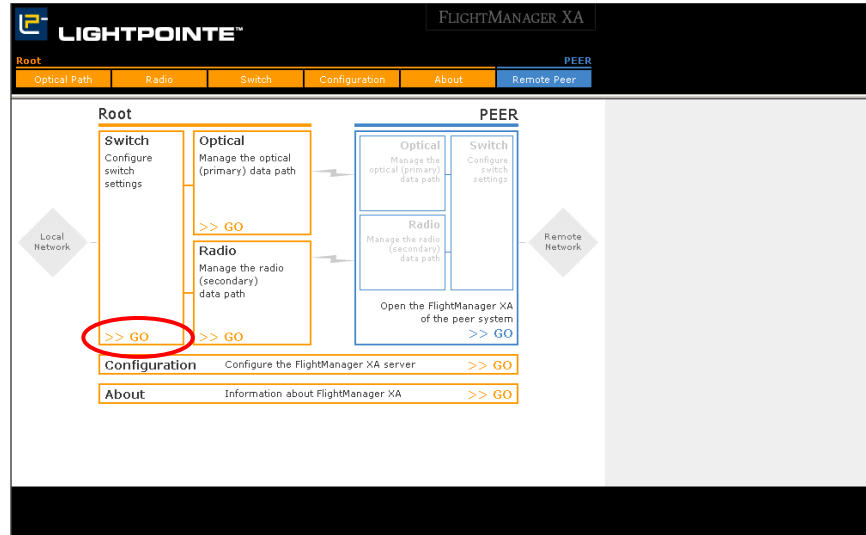 LIGHTPOINTE™
FLIGHTMANAGER XA
Root
PEER
Optical Path
Radio
Switch
Configuration
About
Remote Peer
Root
PEER
Switch
Configure
switch
settings
>> GO
Optical
Manage the optical
(primary) data path
>> GO
Radio
Manage the radio
(secondary)
data path
>> GO
Optical
Manage the
optical (primary)
data path
Switch
Configure
switch
settings
Radio
Manage the radio
(secondary)
data path
Open the FlightManager XA
of the peer system
>> GO
Local
Network
Remote
Network
Configuration
Configure the FlightManager XA server
>> GO
About
Information about FlightManager XA
>> GO